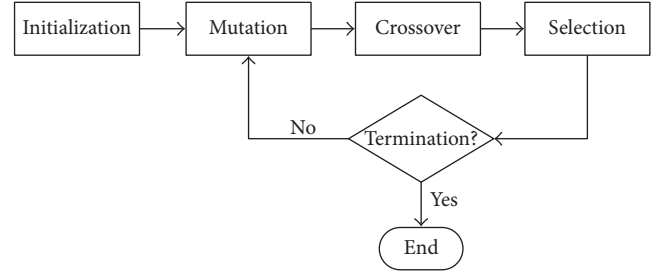 Initialization
Mutation
Crossover
Selection
No
Termination?
Yes
End